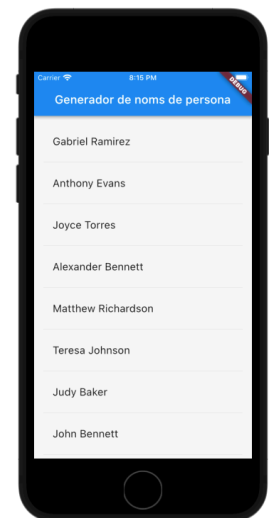 Carrier 8:15 PM
DEBUG
Generador de noms de persona
Gabriel Ramirez
Anthony Evans
Joyce Torres
Alexander Bennett
Matthew Richardson
Teresa Johnson
Judy Baker
John Bennett